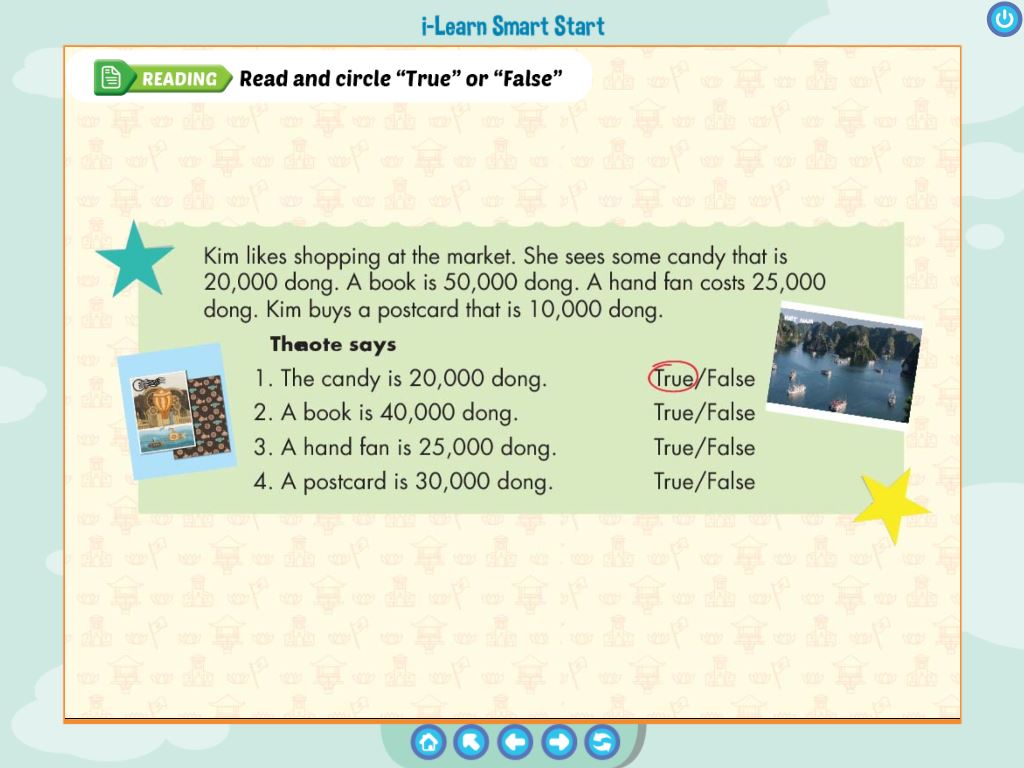 i-Learn Smart Start
READING Read and circle “True” or “False”
Kim likes shopping at the market. She sees some candy that is
20,000 dong. A book is 50,000 dong. A hand fan costs 25,000
dong. Kim buys a postcard that is 10,000 dong.
The note says
1. The candy is 20,000 dong. True/False
2. A book is 40,000 dong. True/False
3. A hand fan is 25,000 dong. True/False
4. A postcard is 30,000 dong. True/False
VIỆT NAM